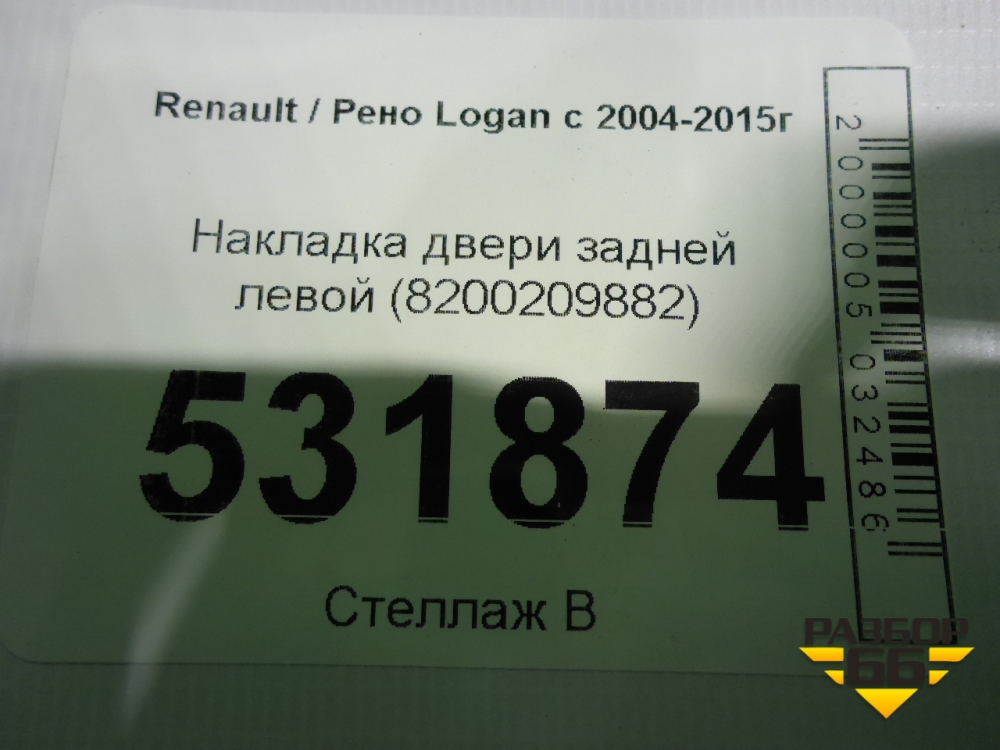 Renault / Рено Logan с 2004-2015г
Накладка двери задней
левой (8200209882)
531874
Стеллаж В
2000005032486
РАЗБОР
66